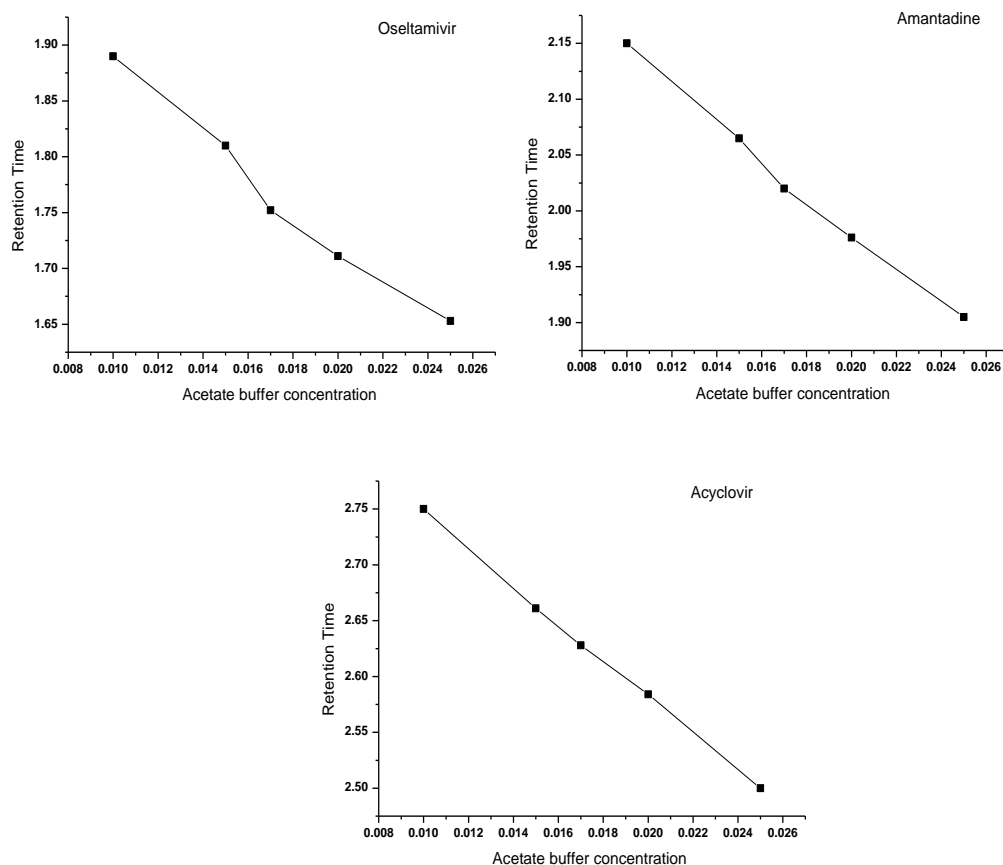 Oseltamivir
1.90
1.85
1.80
1.75
1.70
1.65
Retention Time
0.008 0.010 0.012 0.014 0.016 0.018 0.020 0.022 0.024 0.026
Acetate buffer concentration
Amantadine
2.15
2.10
2.05
2.00
1.95
1.90
Retention Time
0.008 0.010 0.012 0.014 0.016 0.018 0.020 0.022 0.024 0.026
Acetate buffer concentration
Acyclovir
2.75
2.70
2.65
2.60
2.55
2.50
Retention Time
0.008 0.010 0.012 0.014 0.016 0.018 0.020 0.022 0.024 0.026
Acetate buffer concentration